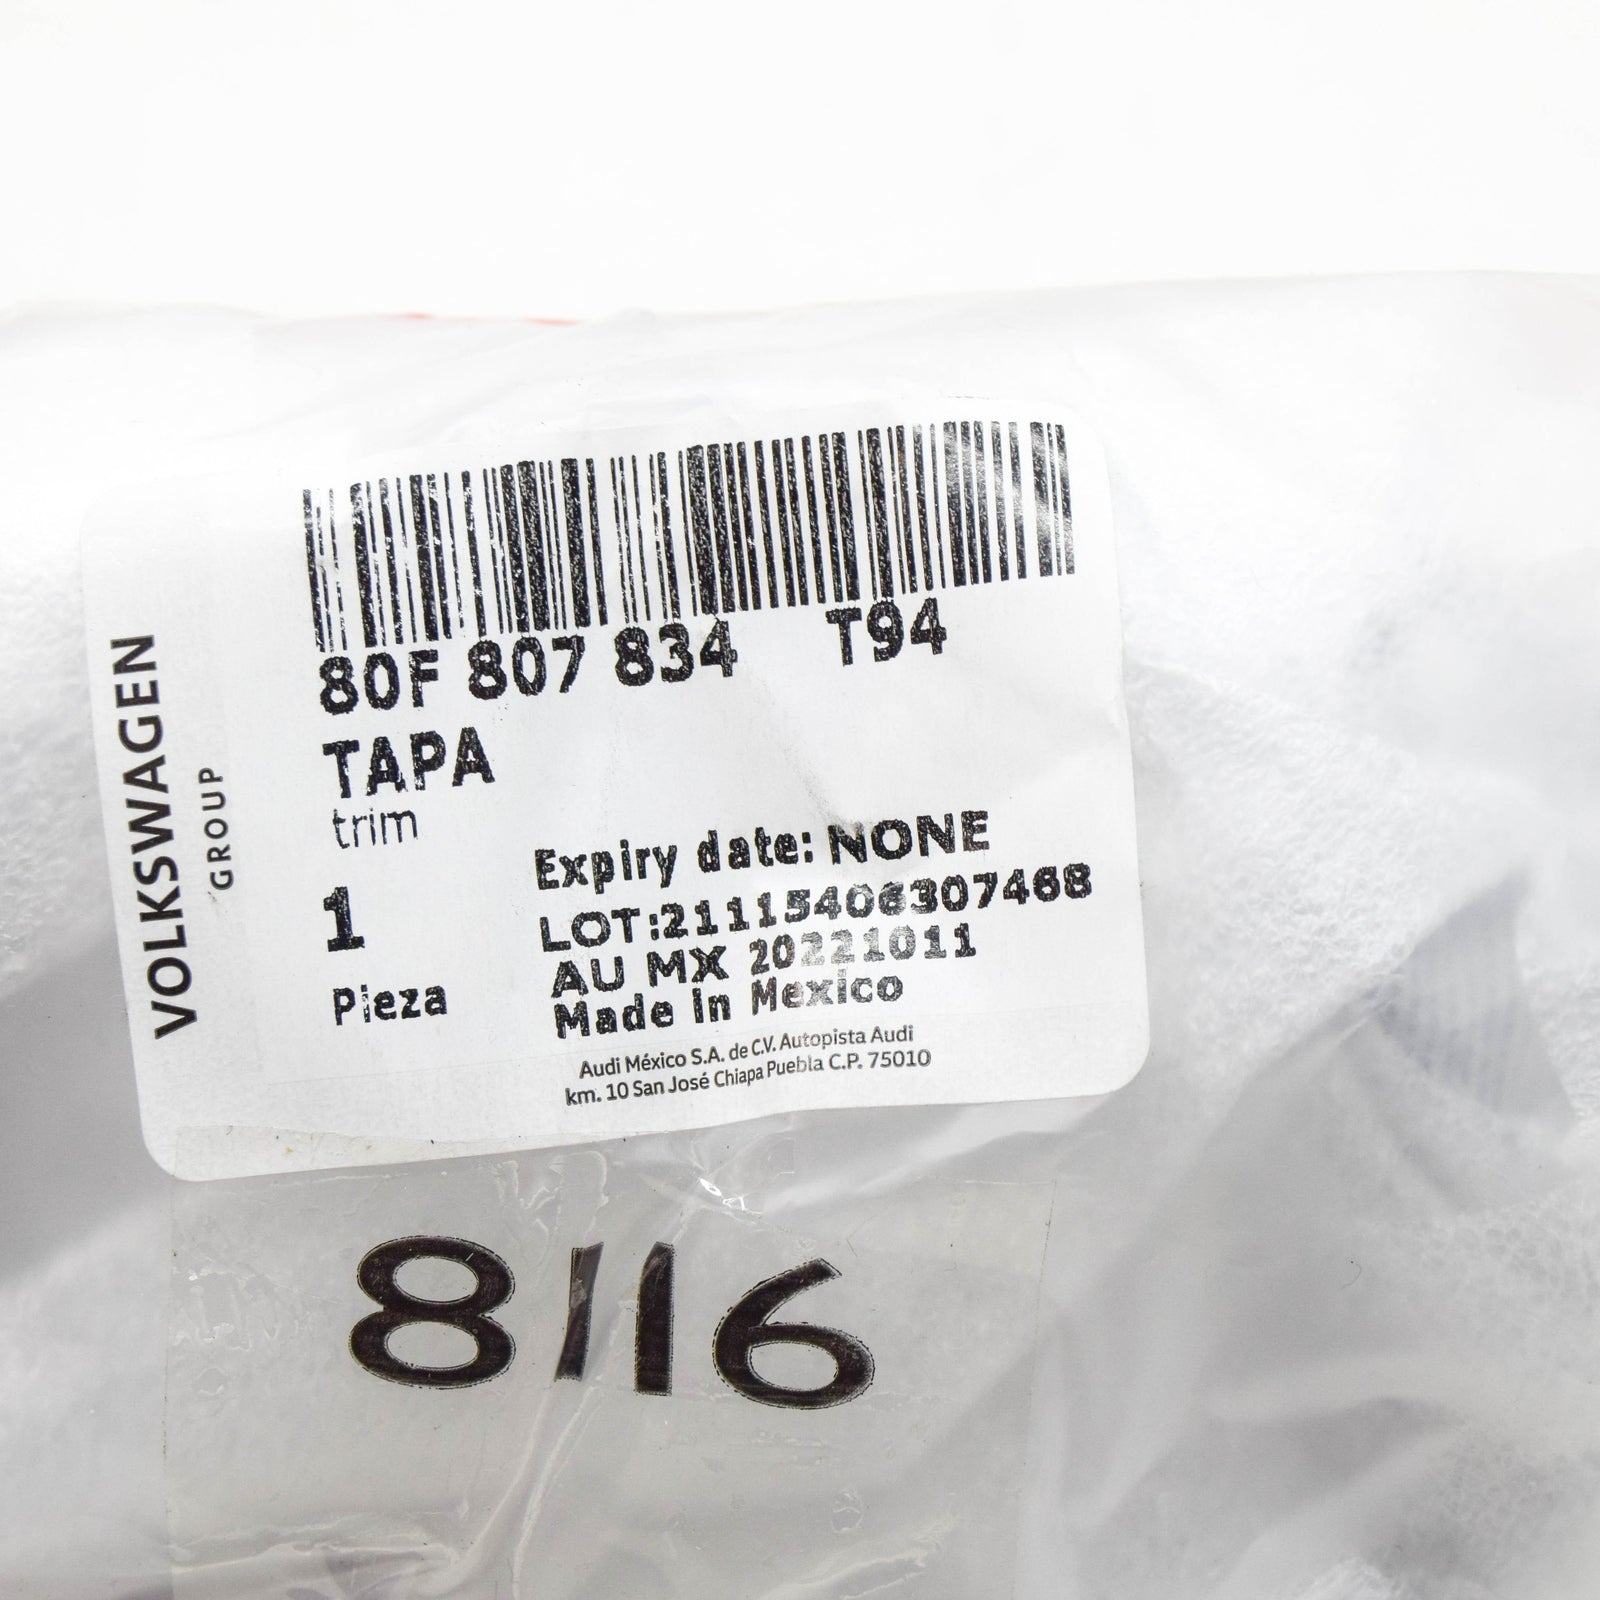 VOLKSWAGEN
GROUP
80F 807 834 T94
TAPA
trim
Expiry date: NONE
1
LOT:21115406307468
AU MX 20221011
Pieza
Made in Mexico
Audi México S.A. de C.V. Autopista Audi
km. 10 San José Chiapa Puebla C.P. 75010
8116